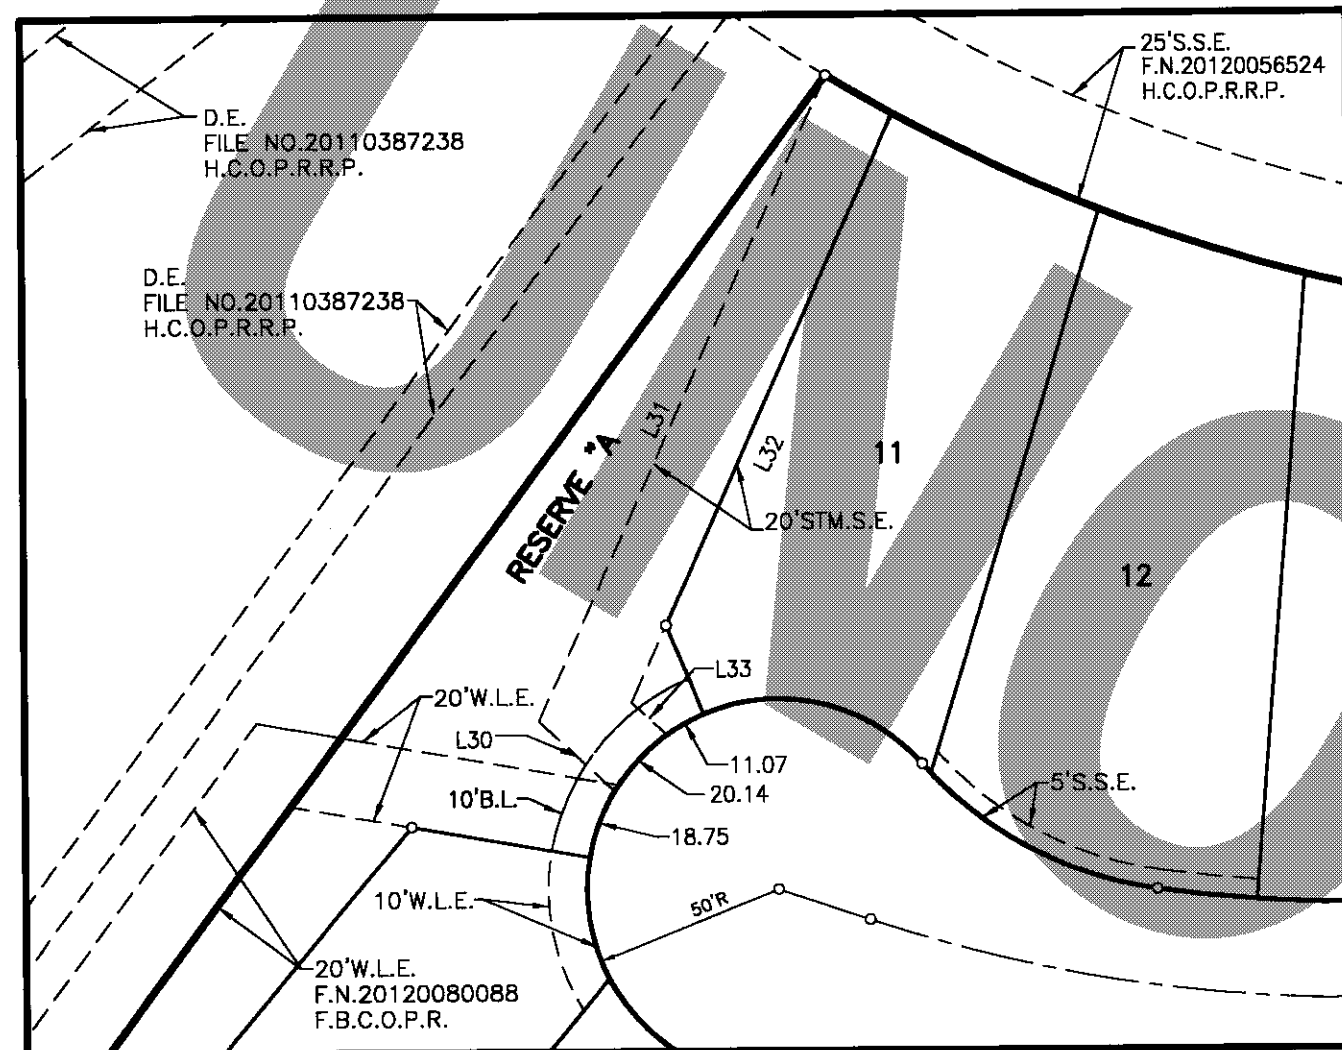 25'S.S.E.
F.N.20120056524
H.C.O.P.R.R.P.
D.E.
FILE NO.20110387238
H.C.O.P.R.R.P.
D.E.
FILE NO.20110387238
H.C.O.P.R.R.P.
RESERVE "A
L31
L32
11
20'STM.S.E.
12
L33
20'W.L.E.
L30
11.07
20.14
10'B.L.
5'S.S.E.
18.75
10'W.L.E.
50'R
20'W.L.E.
F.N.20120080088
F.B.C.O.P.R.